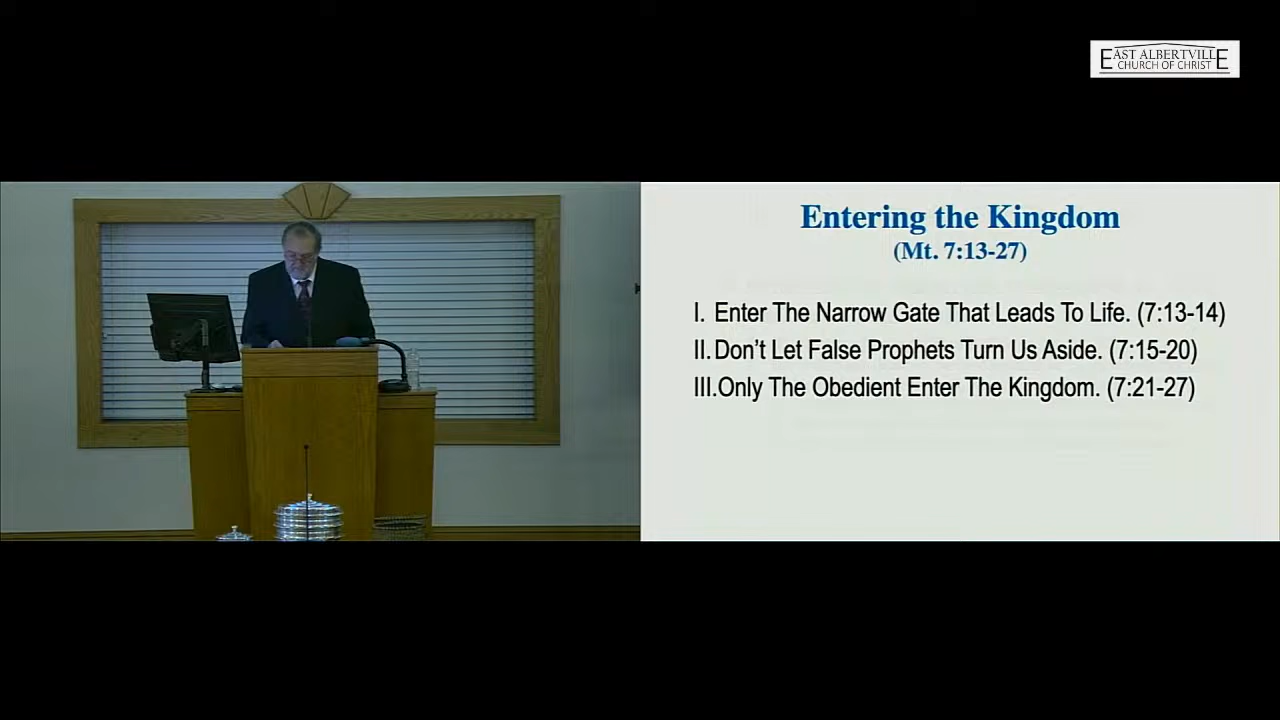 EAST ALBERTVILLE
CHURCH OF CHRIST
Entering the Kingdom
(Mt. 7:13-27)
I. Enter The Narrow Gate That Leads To Life. (7:13-14)
II. Don't Let False Prophets Turn Us Aside. (7:15-20)
III.Only The Obedient Enter The Kingdom. (7:21-27)